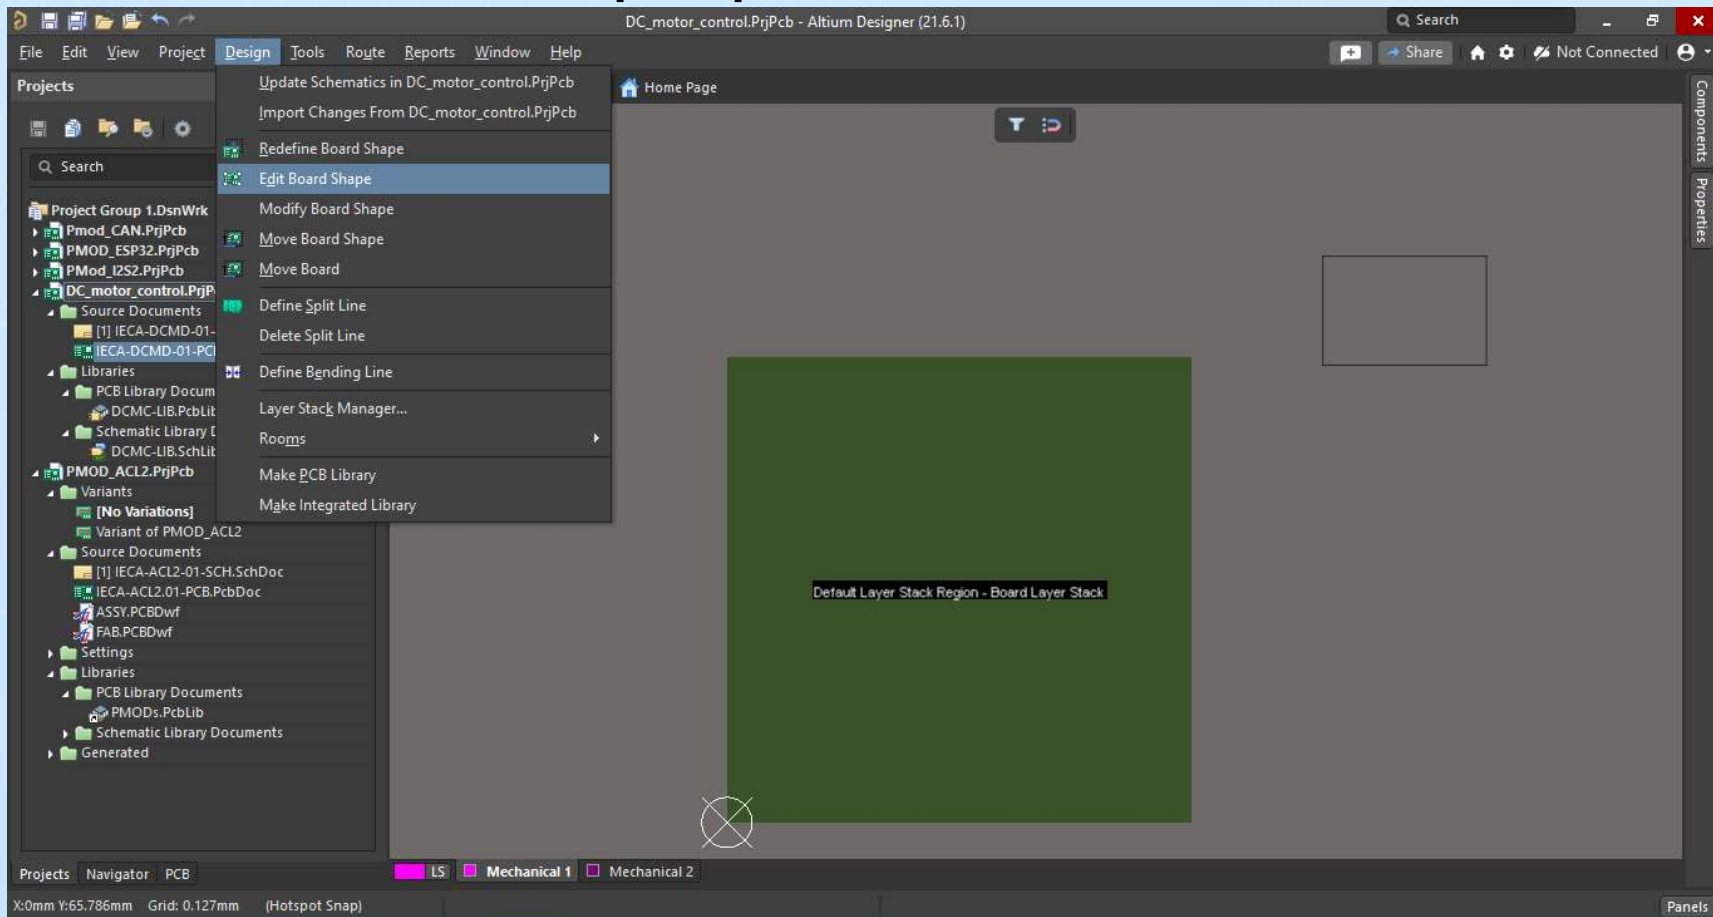 DC_motor_control.PrjPcb - Altium Designer (21.6.1)
Search
File Edit View Project Design Tools Route Reports Window Help
Share
Not Connected
Projects
Search
Project Group 1.DsnWrk
Pmod_CAN.PrjPcb
PMOD_ESP32.PrjPcb
PMod_I2S2.PrjPcb
DC_motor_control.PrjP
Source Documents
[1] IECA-DCMD-01-
IECA-DCMD-01-PC
Libraries
PCB Library Docum
DCMC-LIB.PcbLib
Schematic Library D
DCMC-LIB.SchLib
PMOD_ACL2.PrjPcb
Variants
[No Variations]
Variant of PMOD_ACL2
Source Documents
[1] IECA-ACL2-01-SCH.SchDoc
IECA-ACL2.01-PCB.PcbDoc
ASSY.PCBDwf
FAB.PCBDwf
Settings
Libraries
PCB Library Documents
PMODs.PcbLib
Schematic Library Documents
Generated
Update Schematics in DC_motor_control.PrjPcb
Import Changes From DC_motor_control.PrjPcb
Redefine Board Shape
Edit Board Shape
Modify Board Shape
Move Board Shape
Move Board
Define Split Line
Delete Split Line
Define Bending Line
Layer Stack Manager...
Rooms
Make PCB Library
Make Integrated Library
Home Page
Default Layer Stack Region - Board Layer Stack
Components
Properties
Projects Navigator PCB
LS Mechanical 1 Mechanical 2
X:0mm Y:65.786mm Grid: 0.127mm (Hotspot Snap)
Panels